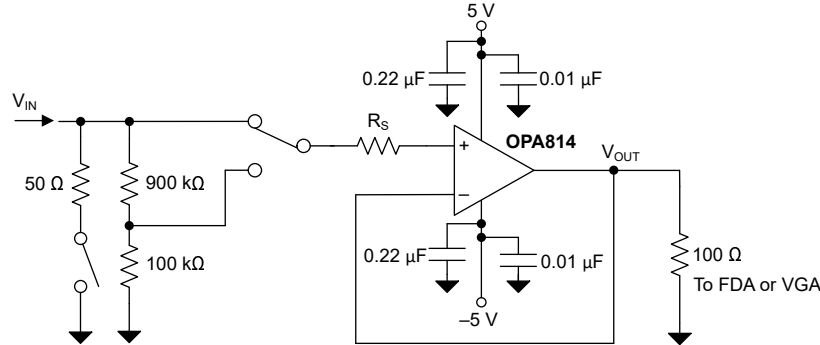 5 V
0.22 µF
0.01 µF
V_IN
R_S
OPA814
V_OUT
+
–
50 Ω
900 kΩ
100 kΩ
0.22 µF
0.01 µF
–5 V
100 Ω
To FDA or VGA